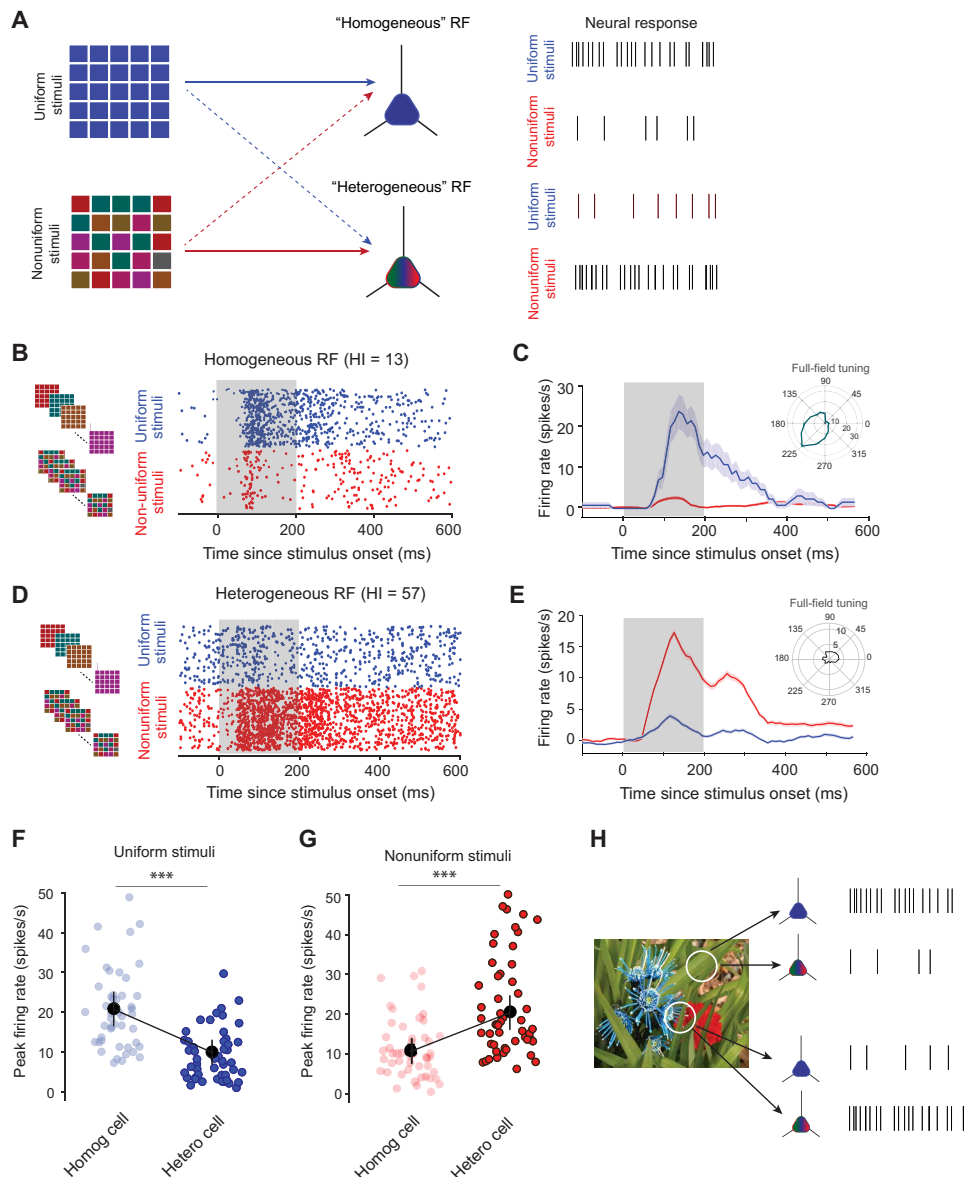 A
"Homogeneous" RF
Neural response
Uniform
stimuli
Uniform
stimuli
Nonuniform
stimuli
"Heterogeneous" RF
Nonuniform
stimuli
Uniform
stimuli
Nonuniform
stimuli
B
Homogeneous RF (HI = 13)
Uniform
stimuli
Non-uniform
stimuli
0
200
400
600
Time since stimulus onset (ms)
C
Full-field tuning
90
135
45
180
0
10
20
30
225
315
270
30
20
10
0
Firing rate (spikes/s)
0
200
400
600
Time since stimulus onset (ms)
D
Heterogeneous RF (HI = 57)
Uniform
stimuli
Nonuniform
stimuli
0
200
400
600
Time since stimulus onset (ms)
E
Full-field tuning
90
135
45
10
5
180
0
225
315
270
20
15
10
5
0
Firing rate (spikes/s)
0
200
400
600
Time since stimulus onset (ms)
F
Uniform stimuli
***
50
40
30
20
10
0
Peak firing rate (spikes/s)
Homog cell
Hetero cell
G
Nonuniform stimuli
***
50
40
30
20
10
0
Peak firing rate (spikes/s)
Homog cell
Hetero cell
H